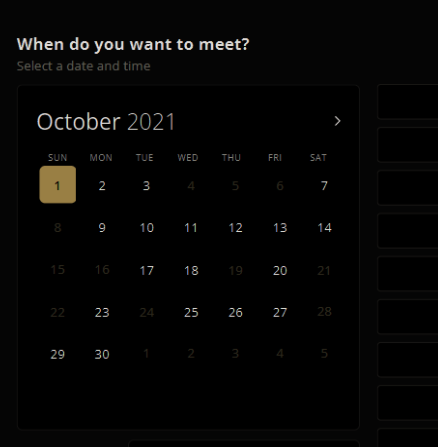 When do you want to meet?
Select a date and time
October 2021
SUN MON TUE WED THU FRI SAT
1 2 3 4 5 6 7
8 9 10 11 12 13 14
15 16 17 18 19 20 21
22 23 24 25 26 27 28
29 30 1 2 3 4 5